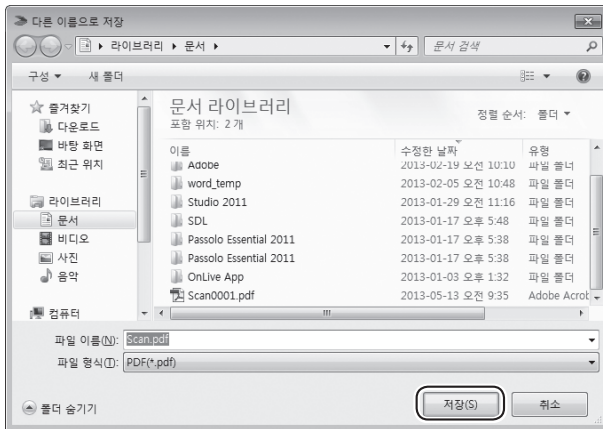 다른 이름으로 저장
라이브러리 ▸ 문서 ▸
문서 검색
구성 ▼ 새 폴더
즐겨찾기
다운로드
바탕 화면
최근 위치
라이브러리
문서
비디오
사진
음악
컴퓨터
문서 라이브러리
포함 위치: 2개
정렬 순서: 폴더 ▼
이름 수정한 날짜 유형
Adobe 2013-02-19 오전 10:10 파일 폴더
word_temp 2013-02-05 오전 10:48 파일 폴더
Studio 2011 2013-01-29 오전 11:16 파일 폴더
SDL 2013-01-17 오후 5:48 파일 폴더
Passolo Essential 2011 2013-01-17 오후 5:38 파일 폴더
Passolo Essential 2011 2013-01-17 오후 5:38 파일 폴더
OnLive App 2013-01-03 오후 1:32 파일 폴더
Scan0001.pdf 2013-05-13 오전 9:35 Adobe Acrob
파일 이름(N): Scan.pdf
파일 형식(T): PDF(*.pdf)
폴더 숨기기
저장(S) 취소